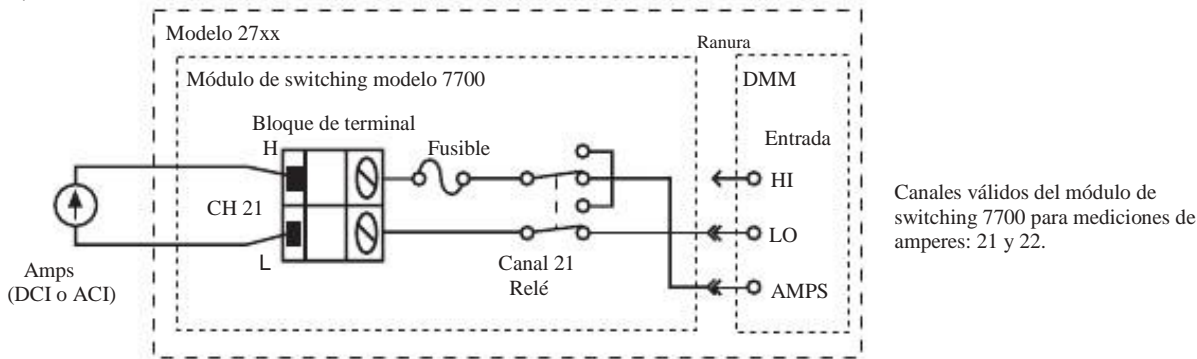 Modelo 27xx
Ranura
Módulo de switching modelo 7700
DMM
Bloque de terminal
H
Fusible
Entrada
HI
CH 21
LO
L
Canal 21
Relé
AMPS
Amps
(DCI o ACI)
Canales válidos del módulo de
switching 7700 para mediciones de
amperes: 21 y 22.